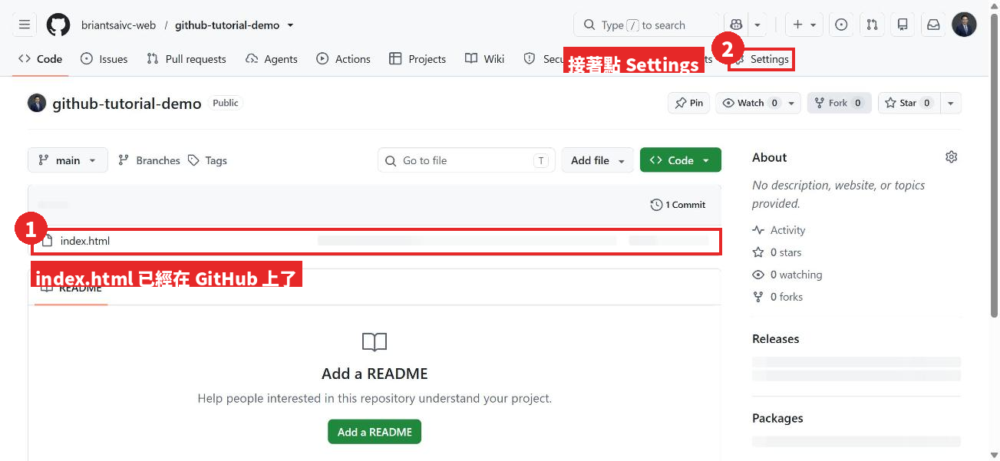 briantsaivc-web / github-tutorial-demo
Type / to search
Code
Issues
Pull requests
Agents
Actions
Projects
Wiki
接著點 Settings
2
Settings
github-tutorial-demo Public
Pin
Watch 0
Fork 0
Star 0
main
Branches
Tags
Go to file T
Add file
Code
About
No description, website, or topics
provided.
1 Commit
1
index.html
index.html 已經在 GitHub 上了
README
Activity
0 stars
0 watching
0 forks
Add a README
Help people interested in this repository understand your project.
Add a README
Releases
Packages